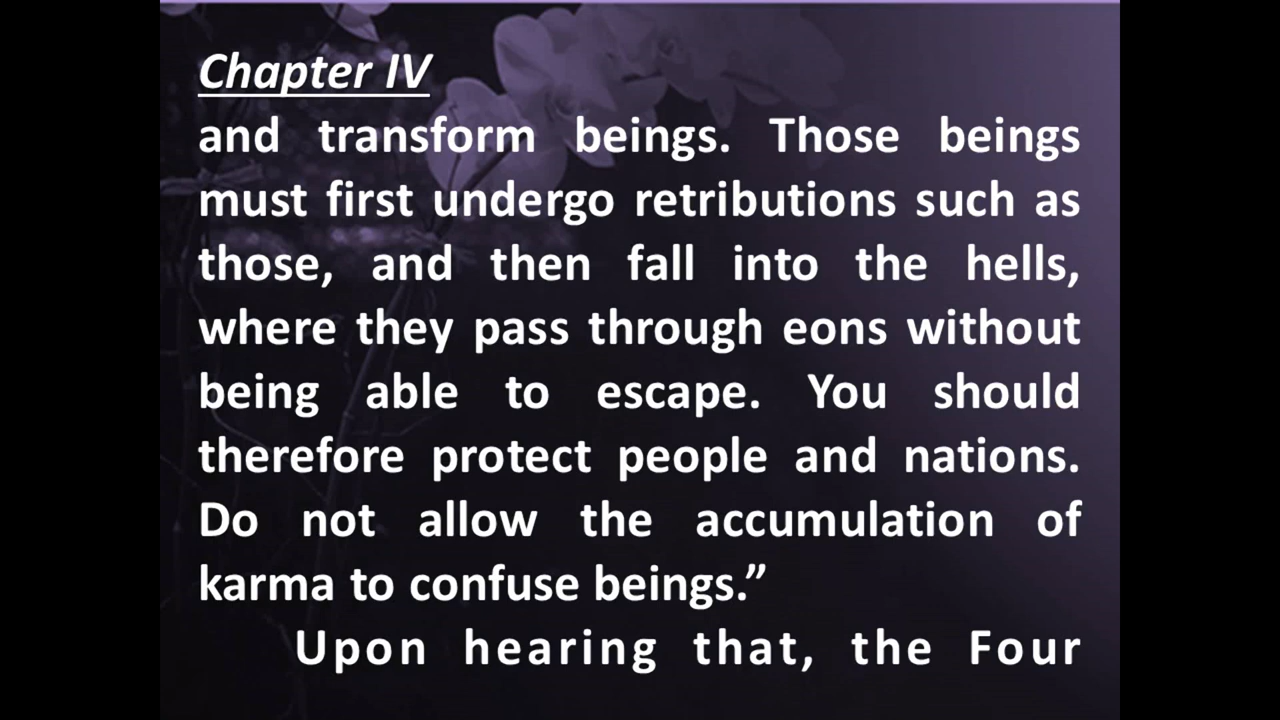 Chapter IV
and transform beings. Those beings
must first undergo retributions such as
those, and then fall into the hells,
where they pass through eons without
being able to escape. You should
therefore protect people and nations.
Do not allow the accumulation of
karma to confuse beings.”
Upon hearing that, the Four